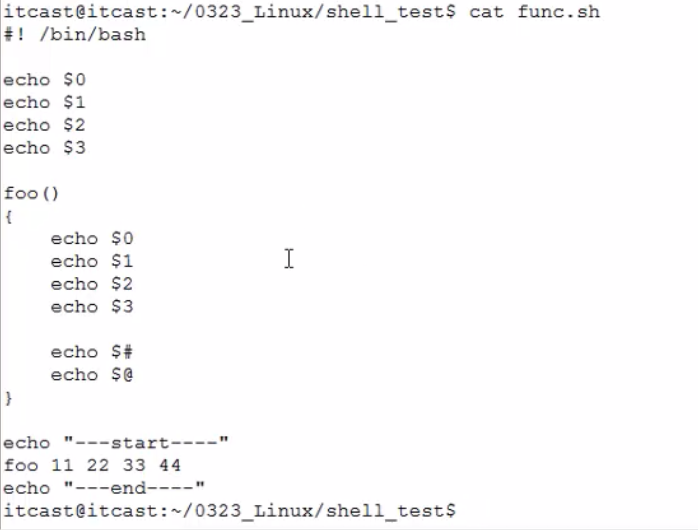 itcast@itcast:~/0323_Linux/shell_test$ cat func.sh
#! /bin/bash
echo $0
echo $1
echo $2
echo $3
foo()
{
    echo $0
    echo $1
    echo $2
    echo $3
    echo $#
    echo $@
}
echo "---start----"
foo 11 22 33 44
echo "---end----"
itcast@itcast:~/0323_Linux/shell_test$